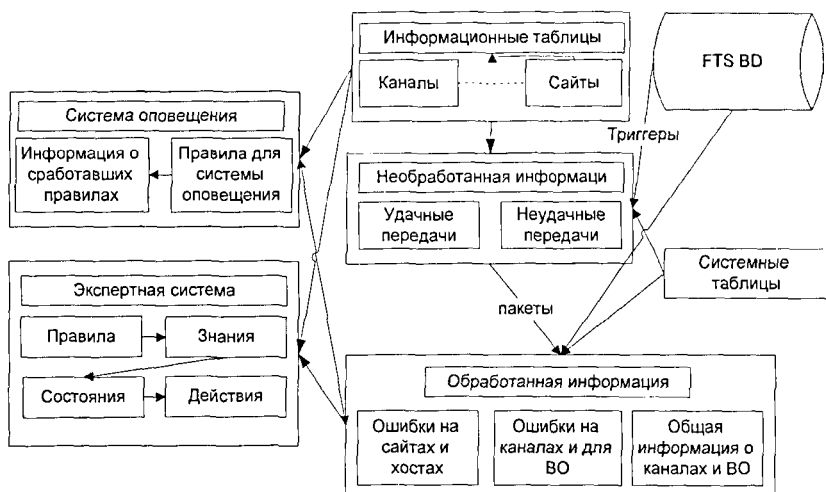 Информационные таблицы
Каналы
Сайты
FTS BD
Система оповещения
Информация о
сработавших
правилах
Правила для
системы
оповещения
Триггеры
Необработанная информаци
Удачные
передачи
Неудачные
передачи
Системные
таблицы
Экспертная система
Правила
Знания
Состояния
Действия
пакеты
Обработанная информация
Ошибки на
сайтах и
хостах
Ошибки на
каналах и для
ВО
Общая
информация о
каналах и ВО